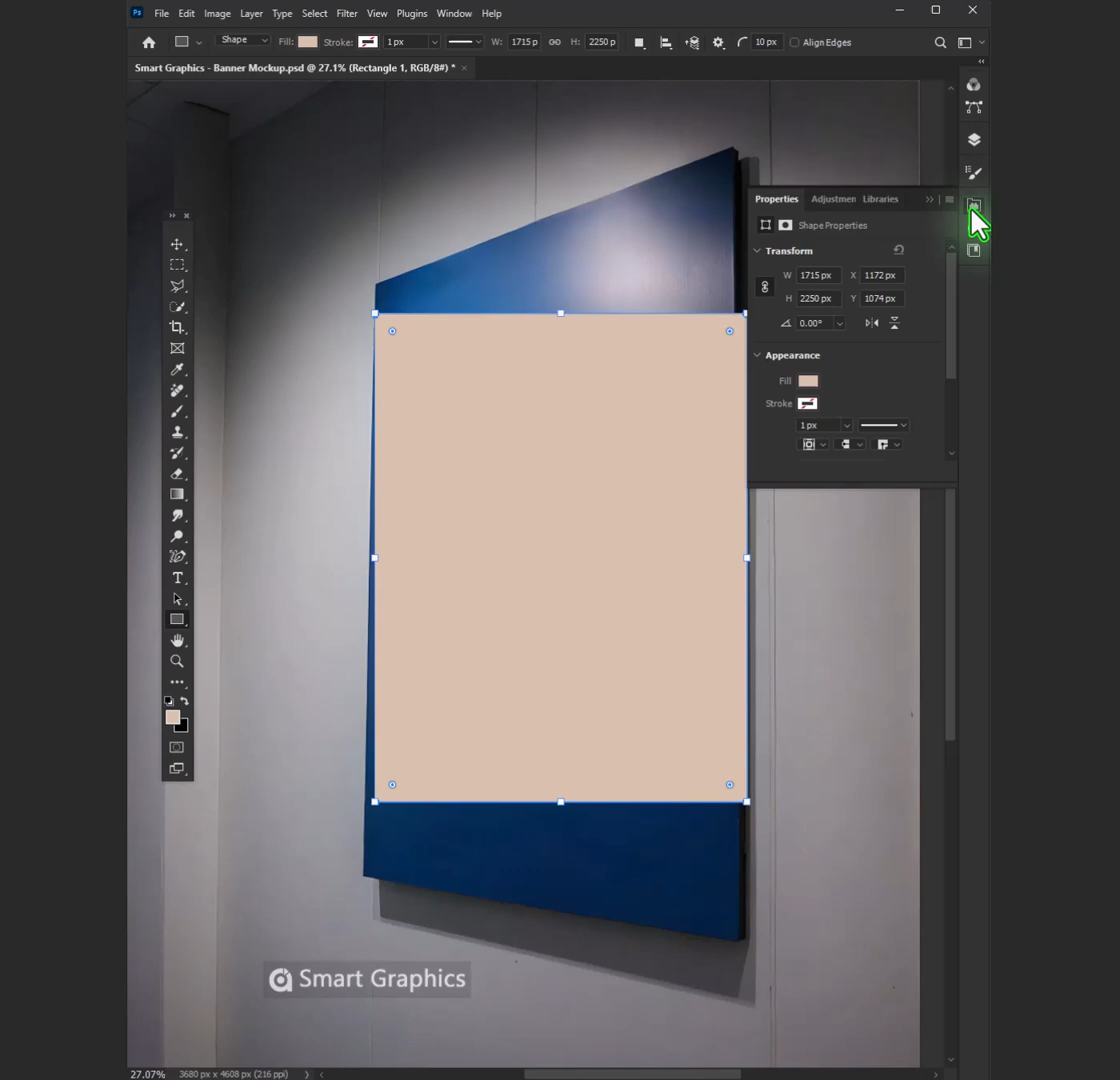 Ps File Edit Image Layer Type Select Filter View Plugins Window Help
Shape Fill: Stroke: 1 px W: 1715 p H: 2250 p 10 px Align Edges
Smart Graphics - Banner Mockup.psd @ 27.1% (Rectangle 1, RGB/8#) * ×
Properties Adjustmen Libraries
Shape Properties
Transform
W 1715 px X 1172 px
H 2250 px Y 1074 px
0.00°
Appearance
Fill
Stroke
1 px
Smart Graphics
27.07% 3680 px x 4608 px (216 ppi)